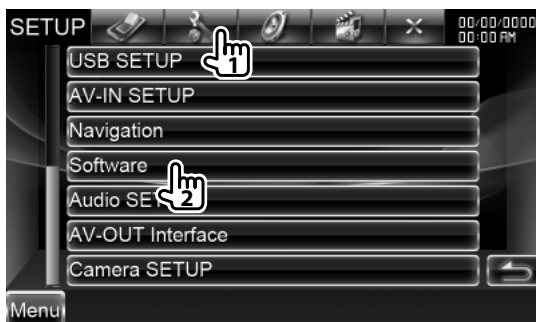 SETUP
00/00/0000
00:00 AM
USB SETUP
1
AV-IN SETUP
Navigation
Software
2
Audio SET
AV-OUT Interface
Camera SETUP
Menu